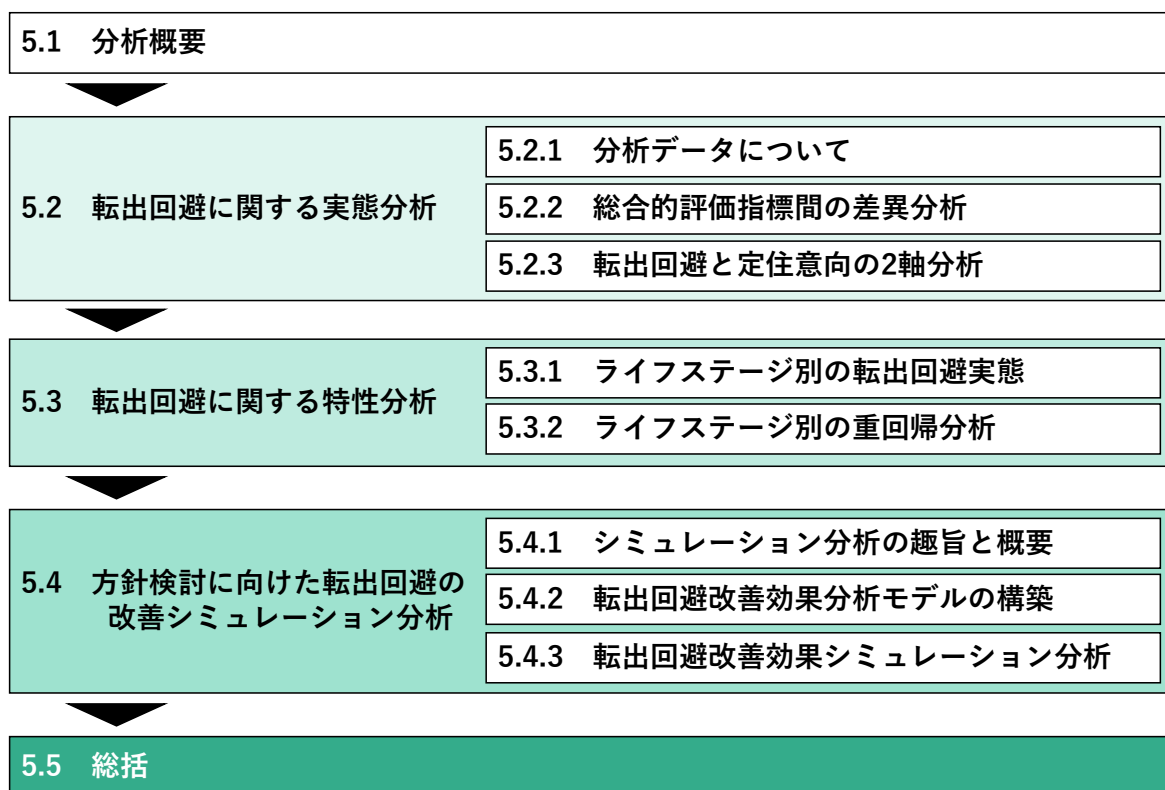 5.1 分析概要
5.2 転出回避に関する実態分析
5.2.1 分析データについて
5.2.2 総合的評価指標間の差異分析
5.2.3 転出回避と定住意向の2軸分析
5.3 転出回避に関する特性分析
5.3.1 ライフステージ別の転出回避実態
5.3.2 ライフステージ別の重回帰分析
5.4 方針検討に向けた転出回避の
改善シミュレーション分析
5.4.1 シミュレーション分析の趣旨と概要
5.4.2 転出回避改善効果分析モデルの構築
5.4.3 転出回避改善効果シミュレーション分析
5.5 総括